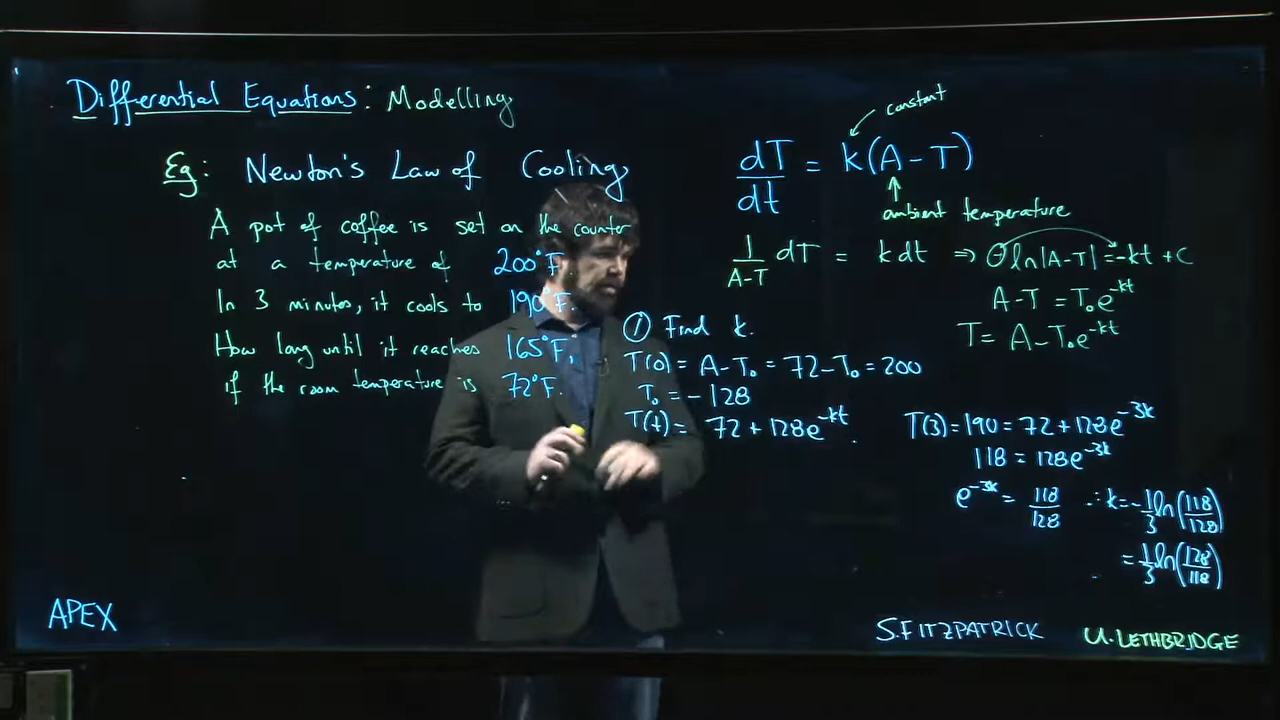 Differential Equations: Modelling
Eg: Newton's Law of Cooling
A pot of coffee is set on the counter
at a temperature of 200°F.
In 3 minutes, it cools to 190°F.
How long until it reaches 165°F,
if the room temperature is 72°F.
constant
dT/dt = k(A-T)
ambient temperature
1/(A-T) dT = k dt ⇒ -ln|A-T| = -kt + C
A-T = T₀e^-kt
T = A-T₀e^-kt
① Find k.
T(0) = A-T₀ = 72-T₀ = 200
T₀ = -128
T(t) = 72 + 128e^-kt.
T(3) = 190 = 72 + 128e^-3k
118 = 128e^-3k
e^-3k = 118/128 ∴ k = -1/3 ln(118/128)
= 1/3 ln(128/118)
APEX
S.FITZPATRICK
U.LETHBRIDGE